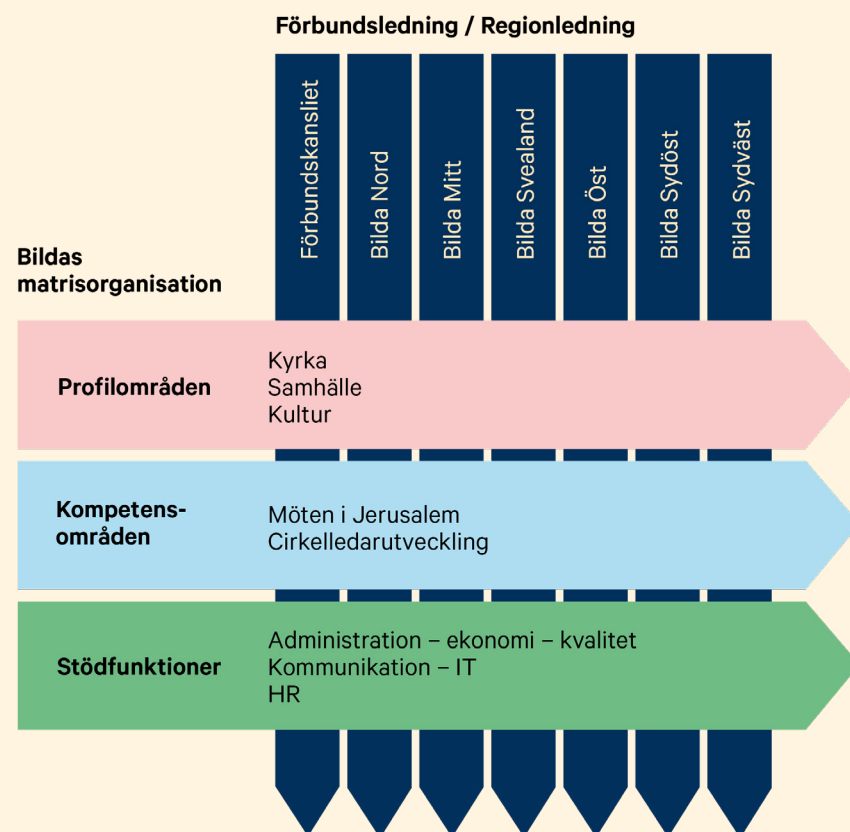 Förbundsledning / Regionledning
Förbundskansliet
Bilda Nord
Bilda Mitt
Bilda Svealand
Bilda Öst
Bilda Sydöst
Bilda Sydväst
Bildas
matrisorganisation
Profilområden
Kyrka
Samhälle
Kultur
Kompetens-
områden
Möten i Jerusalem
Cirkelledarutveckling
Stödfunktioner
Administration – ekonomi – kvalitet
Kommunikation – IT
HR